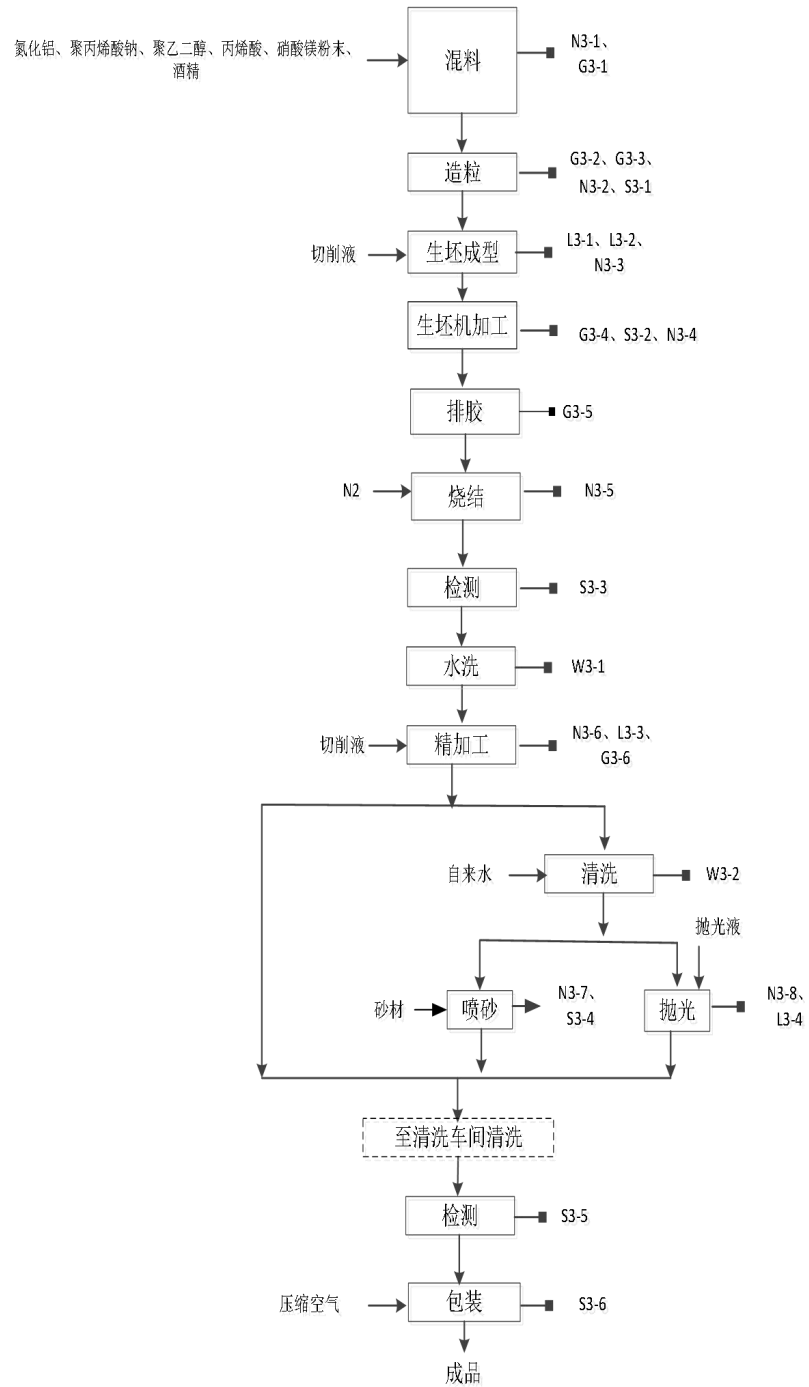 氮化铝、聚丙烯酸钠、聚乙二醇、丙烯酸、硝酸镁粉末、
酒精
混料
N3-1、
G3-1
造粒
G3-2、G3-3、
N3-2、S3-1
切削液
生坯成型
L3-1、L3-2、
N3-3
生坯机加工
G3-4、S3-2、N3-4
排胶
G3-5
N2
烧结
N3-5
检测
S3-3
水洗
W3-1
切削液
精加工
N3-6、L3-3、
G3-6
自来水
清洗
W3-2
抛光液
砂材
喷砂
N3-7、
S3-4
抛光
N3-8、
L3-4
至清洗车间清洗
检测
S3-5
压缩空气
包装
S3-6
成品